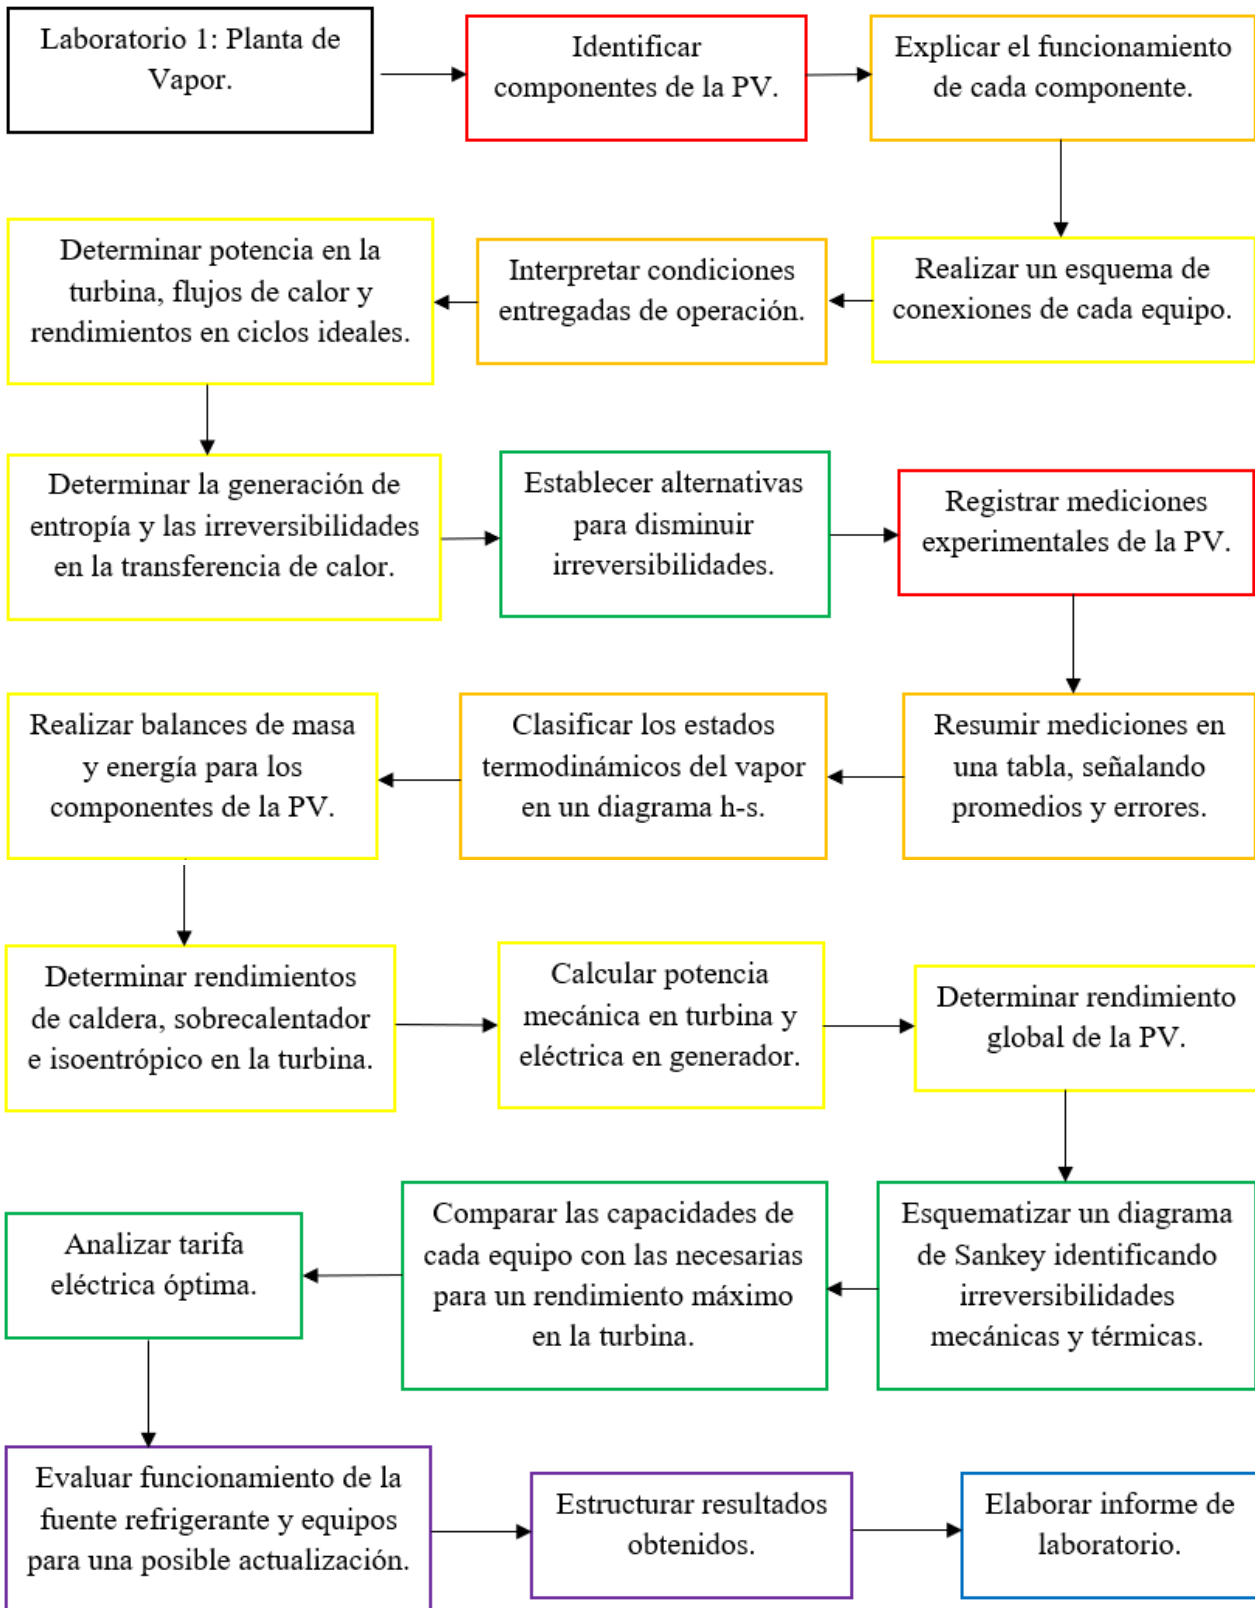 Laboratorio 1: Planta de
Vapor.
Identificar
componentes de la PV.
Explicar el funcionamiento
de cada componente.
Realizar un esquema de
conexiones de cada equipo.
Interpretar condiciones
entregadas de operación.
Determinar potencia en la
turbina, flujos de calor y
rendimientos en ciclos ideales.
Determinar la generación de
entropía y las irreversibilidades
en la transferencia de calor.
Establecer alternativas
para disminuir
irreversibilidades.
Registrar mediciones
experimentales de la PV.
Resumir mediciones en
una tabla, señalando
promedios y errores.
Clasificar los estados
termodinámicos del vapor
en un diagrama h-s.
Realizar balances de masa
y energía para los
componentes de la PV.
Determinar rendimientos
de caldera, sobrecalentador
e isoentrópico en la turbina.
Calcular potencia
mecánica en turbina y
eléctrica en generador.
Determinar rendimiento
global de la PV.
Esquematizar un diagrama
de Sankey identificando
irreversibilidades
mecánicas y térmicas.
Comparar las capacidades de
cada equipo con las necesarias
para un rendimiento máximo
en la turbina.
Analizar tarifa
eléctrica óptima.
Evaluar funcionamiento de la
fuente refrigerante y equipos
para una posible actualización.
Estructurar resultados
obtenidos.
Elaborar informe de
laboratorio.